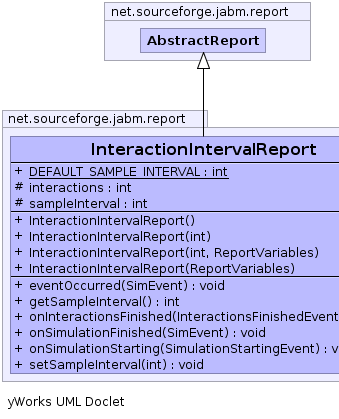 net.sourceforge.jabm.report
AbstractReport
net.sourceforge.jabm.report
InteractionIntervalReport
+ DEFAULT_SAMPLE_INTERVAL : int
# interactions : int
# sampleInterval : int
+ InteractionIntervalReport()
+ InteractionIntervalReport(int)
+ InteractionIntervalReport(int, ReportVariables)
+ InteractionIntervalReport(ReportVariables)
+ eventOccurred(SimEvent) : void
+ getSampleInterval() : int
+ onInteractionsFinished(InteractionsFinishedEvent
+ onSimulationFinished(SimEvent) : void
+ onSimulationStarting(SimulationStartingEvent) : v
+ setSampleInterval(int) : void
yWorks UML Doclet